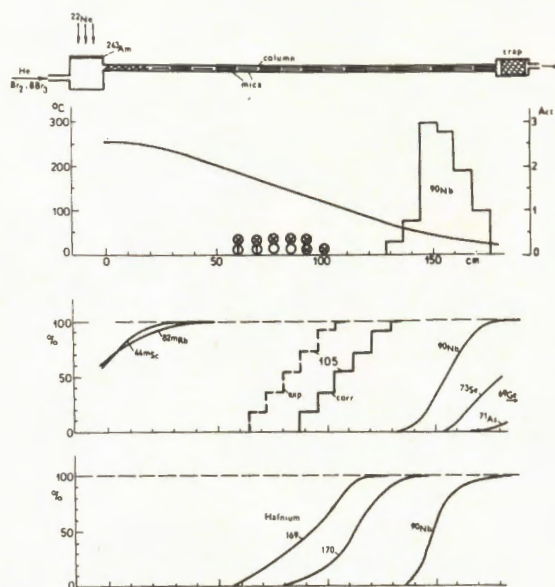 22Ne
243Am
trap
column
He
Br2, BBr3
mica
°C
Act
300
3
200
2
90Nb
100
1
0
0
0
50
100
cm
150
100
82mRb
90Nb
%
44mSc
105
50
73Se
69Ge
exp
corr
71As
0
100
Hafnium
%
50
169
170
90Nb
0